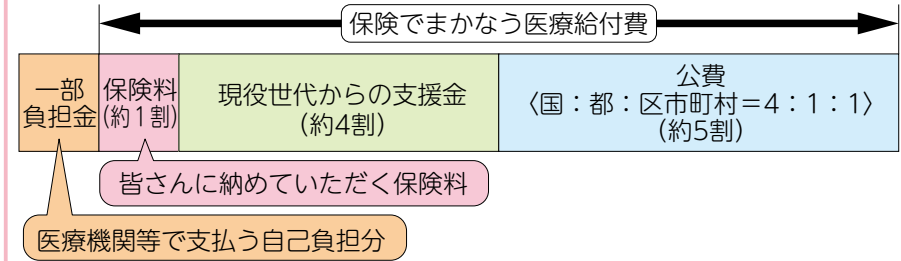 保険でまかなう医療給付費
一部
負担金
保険料
(約1割)
現役世代からの支援金
(約4割)
公費
〈国：都：区市町村＝4：1：1〉
(約5割)
皆さんに納めていただく保険料
医療機関等で支払う自己負担分